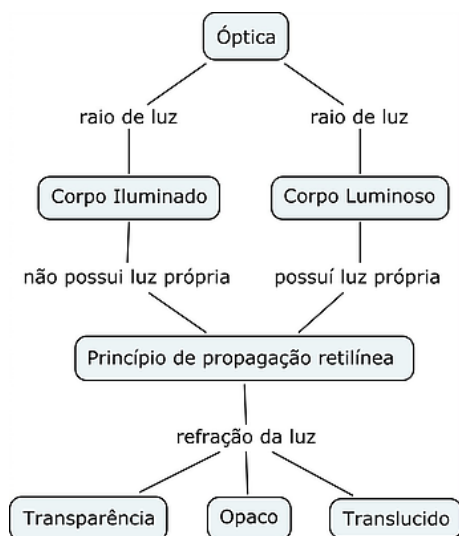 Óptica
raio de luz
raio de luz
Corpo Iluminado
Corpo Luminoso
não possui luz própria
possuí luz própria
Princípio de propagação retilínea
refração da luz
Transparência
Opaco
Translucido